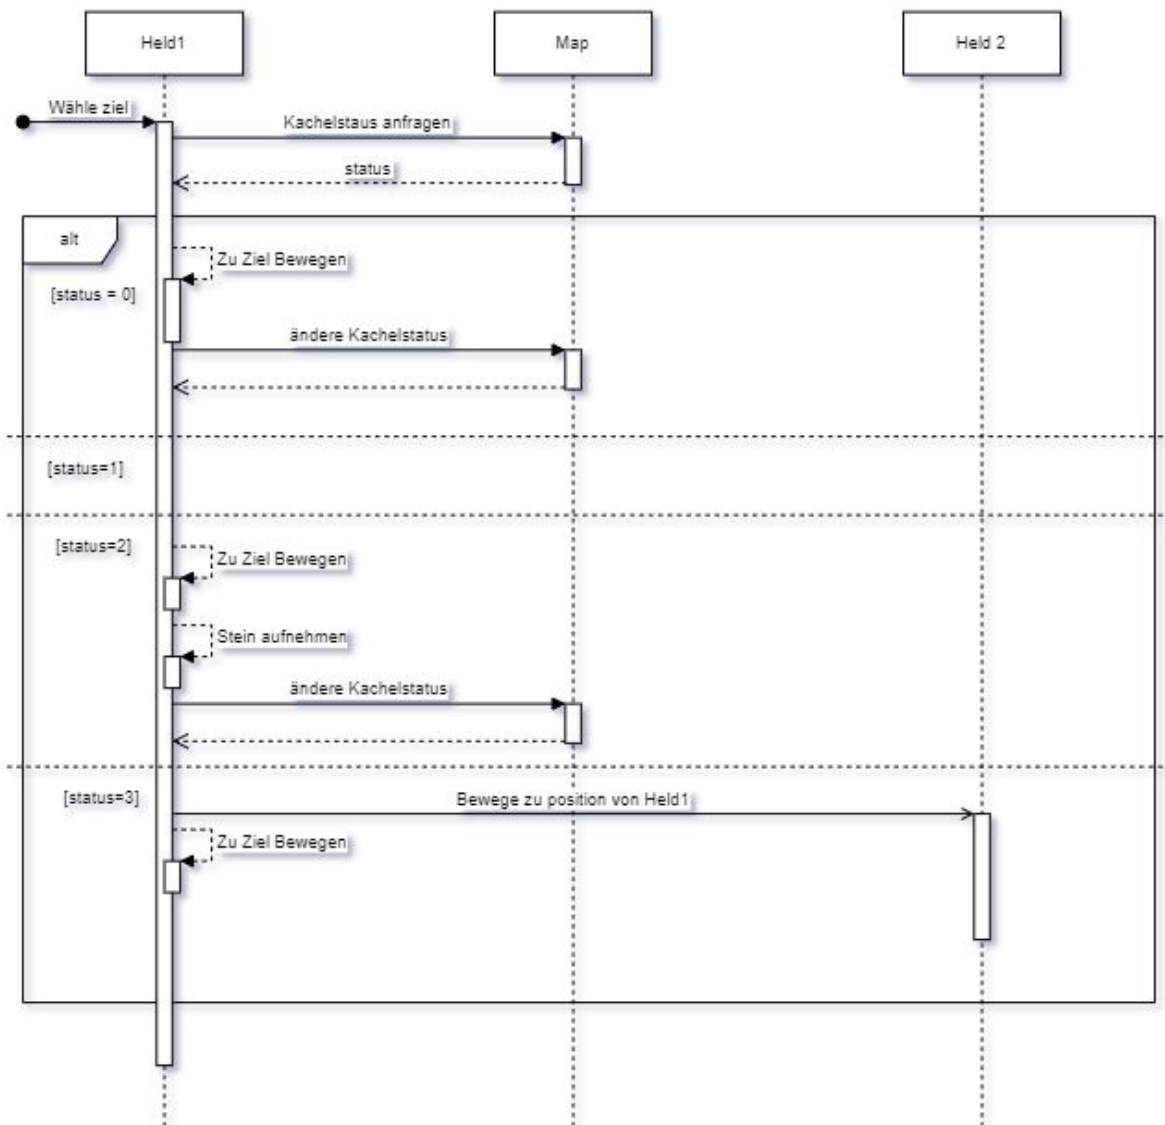 Held1
Map
Held 2
Wähle ziel
Kachelstaus anfragen
status
alt
Zu Ziel Bewegen
[status = 0]
ändere Kachelstatus
[status=1]
[status=2]
Zu Ziel Bewegen
Stein aufnehmen
ändere Kachelstatus
[status=3]
Bewege zu position von Held1
Zu Ziel Bewegen